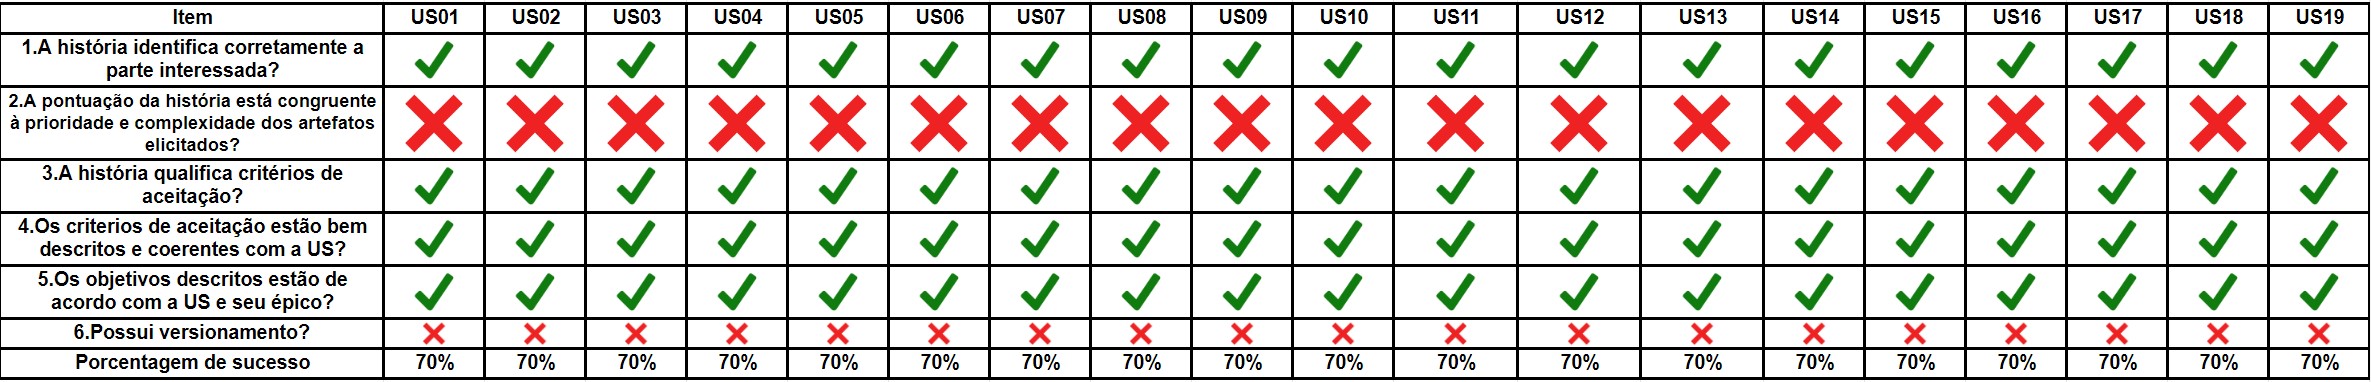 Item US01 US02 US03 US04 US05 US06 US07 US08 US09 US10 US11 US12 US13 US14 US15 US16 US17 US18 US19
1.A história identifica corretamente a
parte interessada?
2.A pontuação da história está congruente
à prioridade e complexidade dos artefatos
elicitados?
3.A história qualifica critérios de
aceitação?
4.Os criterios de aceitação estão bem
descritos e coerentes com a US?
5.Os objetivos descritos estão de
acordo com a US e seu épico?
6.Possui versionamento?
Porcentagem de sucesso 70% 70% 70% 70% 70% 70% 70% 70% 70% 70% 70% 70% 70% 70% 70% 70% 70% 70% 70%